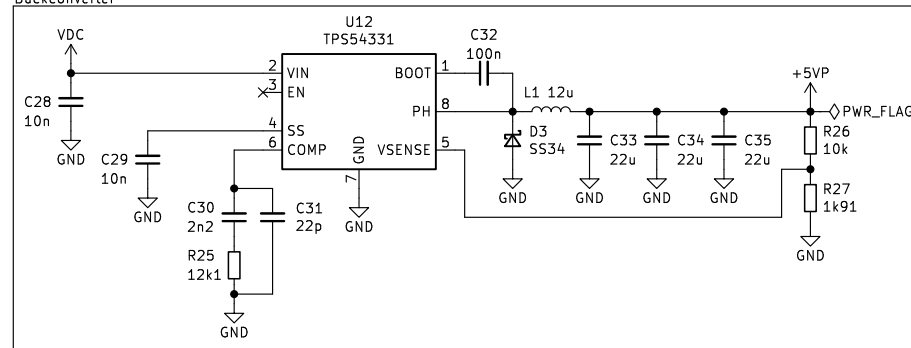 Buckconverter
U12
TPS54331
VDC
C28
10n
GND
2
VIN
3
EN
4
SS
6
COMP
GND
7
GND
BOOT
1
PH
8
VSENSE
5
C32
100n
C29
10n
GND
C30
2n2
C31
22p
R25
12k1
GND
L1 12u
D3
SS34
GND
C33
22u
GND
C34
22u
GND
C35
22u
GND
+5VP
PWR_FLAG
R26
10k
R27
1k91
GND